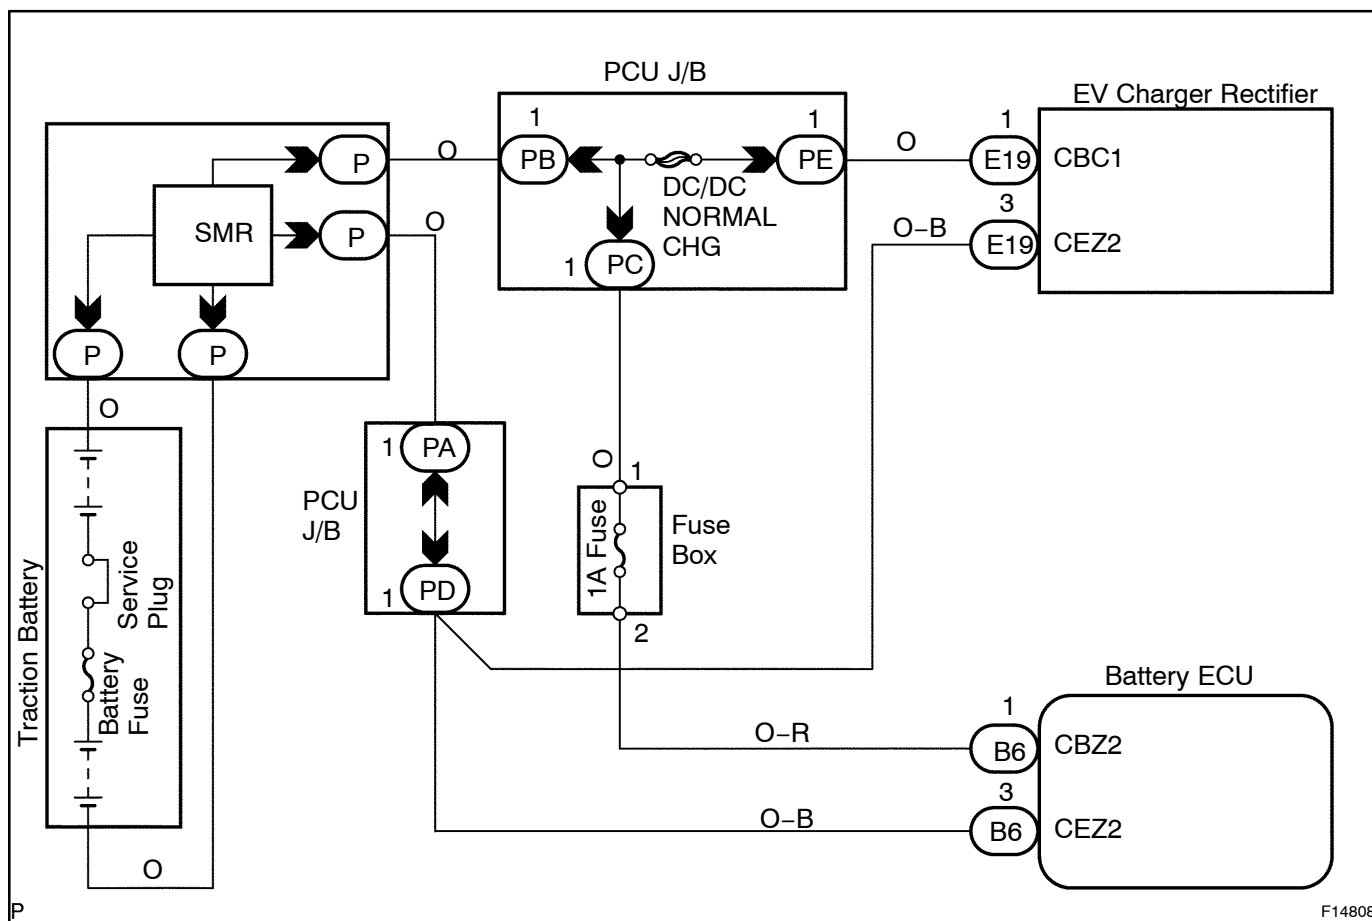 PCU J/B
EV Charger Rectifier
P
O
1
PB
1
PE
O
1
E19
CBC1
DC/DC
NORMAL
CHG
SMR
P
O
1
PC
O-B
3
E19
CEZ2
P
P
O
O
1
PA
PCU
J/B
1
PD
O
1
1A Fuse
2
Fuse
Box
Traction Battery
Service
Plug
Battery
Fuse
O
Battery ECU
O-R
1
B6
CBZ2
O-B
3
B6
CEZ2
P